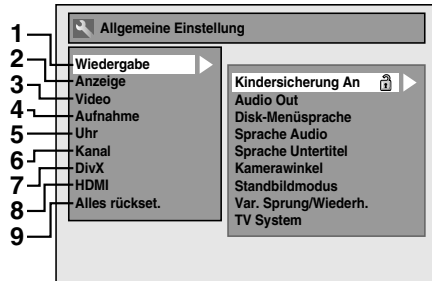 Allgemeine Einstellung
1 Wiedergabe
2 Anzeige
3 Video
4 Aufnahme
5 Uhr
6 Kanal
7 DivX
8 HDMI
9 Alles rückset.
Kindersicherung An
Audio Out
Disk-Menüsprache
Sprache Audio
Sprache Untertitel
Kamerawinkel
Standbildmodus
Var. Sprung/Wiederh.
TV System